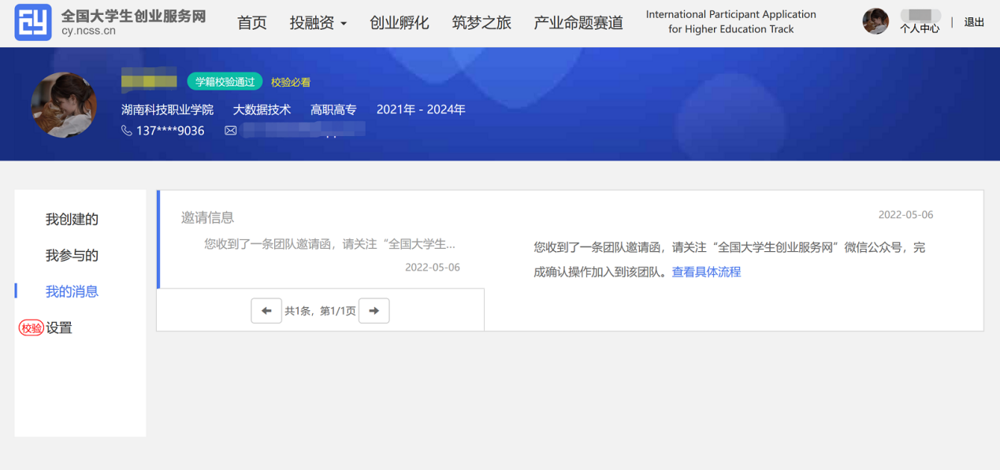 全国大学生创业服务网
cy.ncss.cn
首页 投融资 创业孵化 筑梦之旅 产业命题赛道
International Participant Application
for Higher Education Track
个人中心 | 退出
学籍校验通过 校验必看
湖南科技职业学院 大数据技术 高职高专 2021年 - 2024年
137****9036
我创建的
我参与的
我的消息
校验 设置
邀请信息
您收到了一条团队邀请函，请关注“全国大学生...
2022-05-06
共1条，第1/1页
2022-05-06
您收到了一条团队邀请函，请关注“全国大学生创业服务网”微信公众号，完
成确认操作加入到该团队。查看具体流程